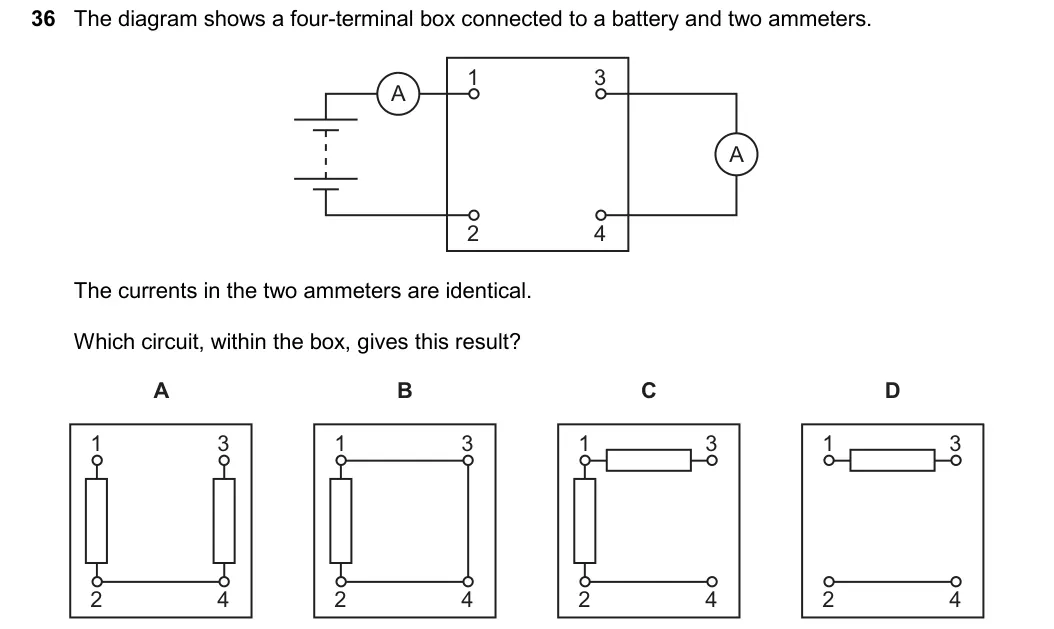 36 The diagram shows a four-terminal box connected to a battery and two ammeters.
1 3
A
A
2 4
The currents in the two ammeters are identical.
Which circuit, within the box, gives this result?
A B C D
1 3 1 3 1 3 1 3
2 4 2 4 2 4 2 4